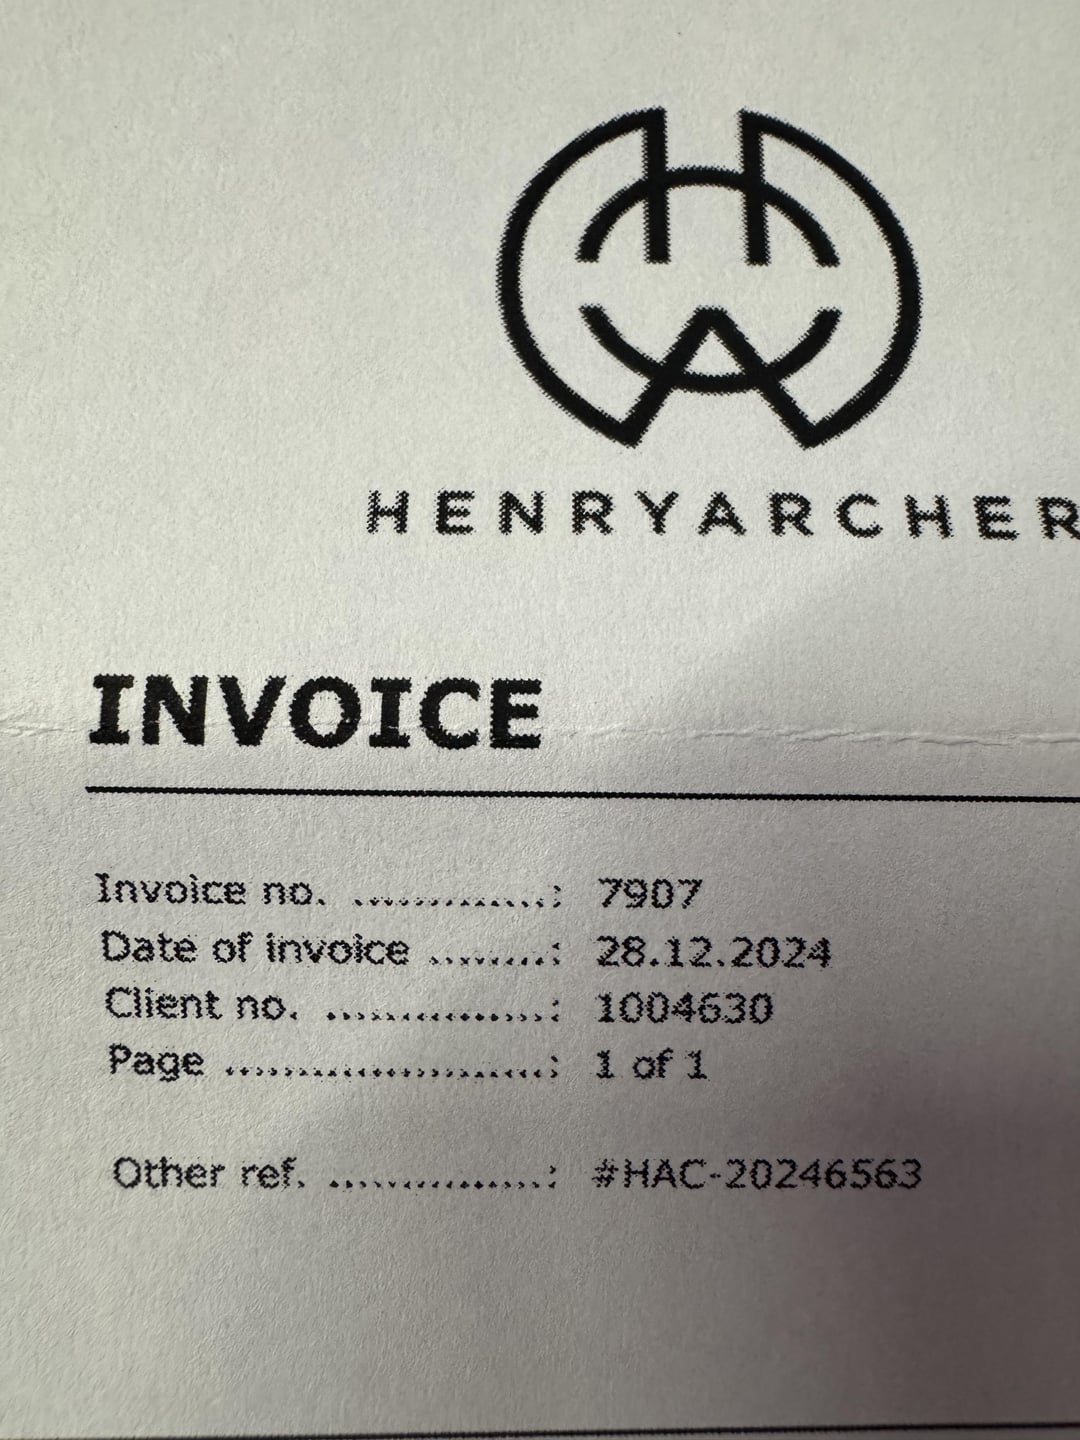 HENRYARCHER
INVOICE
Invoice no. ................: 7907
Date of invoice ........: 28.12.2024
Client no. ..................: 1004630
Page ..........................: 1 of 1
Other ref. ..................: #HAC-20246563